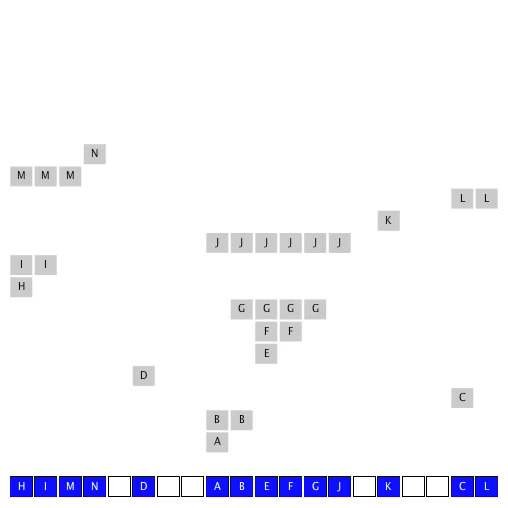 N
M M M
L L
K
J J J J J J
I I
H
G G G G
F F
E
D
C
B B
A
H I M N D A B E F G J K C L